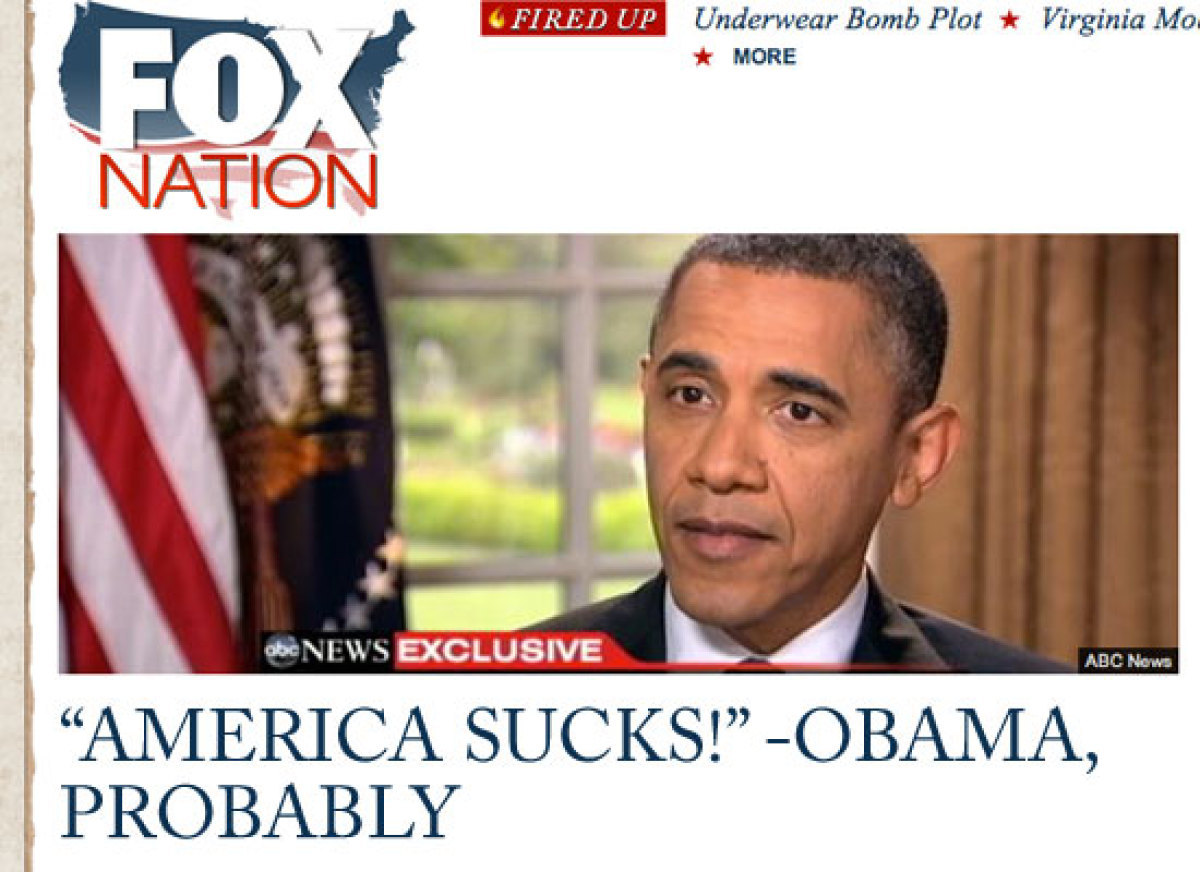 FIRED UP Underwear Bomb Plot ★ Virginia Mo
★ MORE
FOX
NATION
abc NEWS EXCLUSIVE
ABC News
“AMERICA SUCKS!” -OBAMA,
PROBABLY